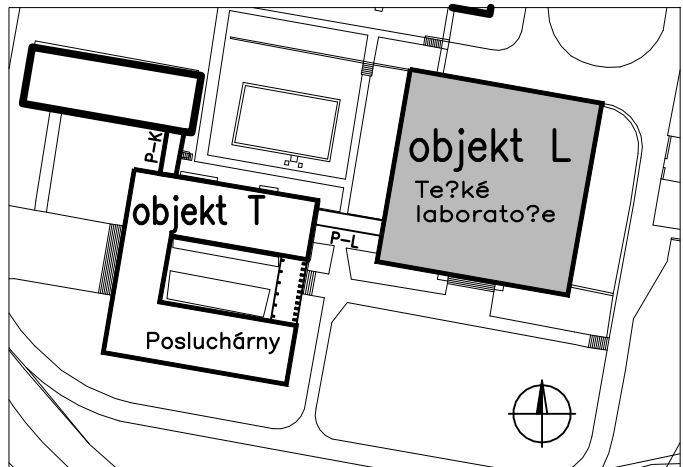 objekt L
Te?ké
laborato?e
P-K
objekt T
P-L
Posluchárny